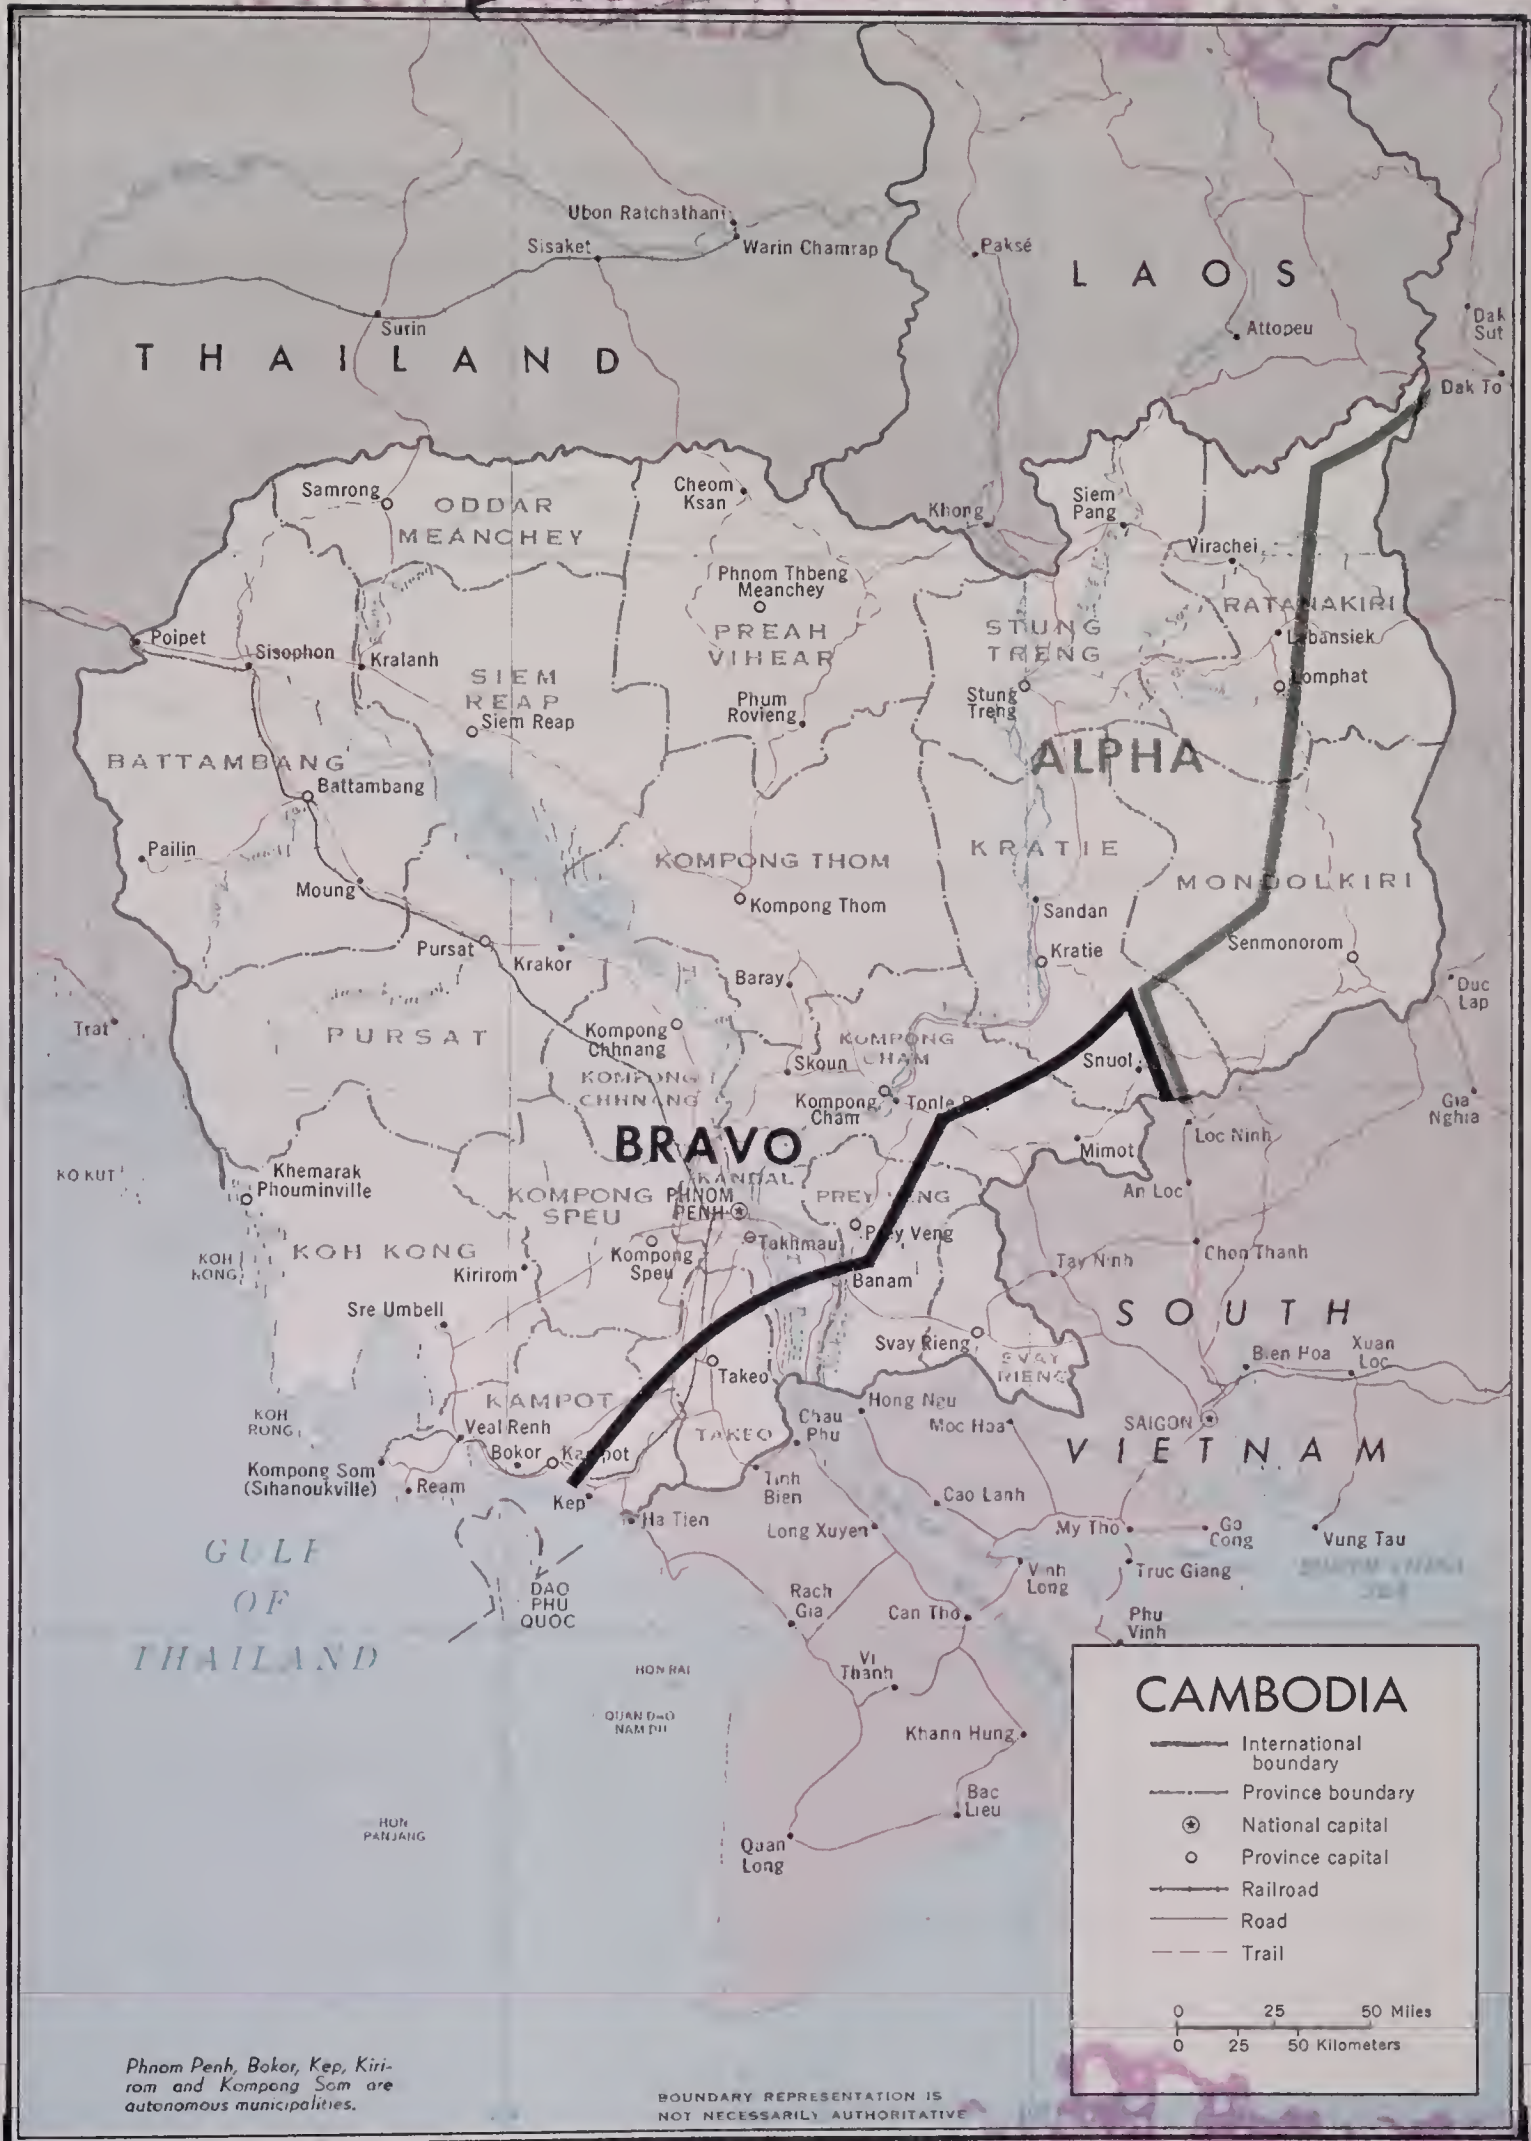 Ubon Ratchathani
Sisaket
Warin Chamrap
Paksé
LAOS
Surin
Attopeu
Dak
Sut
THAILAND
Dak To
Samrong
ODDAR
MEANCHEY
Cheom
Ksan
Khong
Siem
Pang
Virachei
Phnom Thbeng
Meanchey
RATANAKIRI
PREAH
VIHEAR
STUNG
TRENG
Labansiek
Poipet
Sisophon
Kralanh
SIEM
REAP
Siem Reap
Phum
Rovieng
Stung
Treng
Lomphat
ALPHA
BATTAMBANG
Battambang
Pailin
Moung
KOMPONG THOM
Kompong Thom
KRATIE
MONDOLKIRI
Sandan
Kratie
Senmonorom
Pursat
Krakor
Baray
Duc
Lap
Trat
PURSAT
Kompong
Chhnang
KOMPONG
CHHNANG
Skoun
KOMPONG
CHAM
Snuol
Kompong
Cham
Tonle
Gia
Nghia
Loc Ninh
Mimot
BRAVO
KO KUT
Khemarak
Phouminville
KANDAL
KOMPONG
SPEU
PHNOM
PENH
PREY VENG
An Loc
KOH
KONG
KOH KONG
Kirirom
Kompong
Speu
Takhmau
Prey Veng
Banam
Tay Ninh
Chon Thanh
Sre Umbell
Svay Rieng
SVAY
RIENG
SOUTH
Bien Hoa
Xuan
Loc
Takeo
KAMPOT
TAKEO
Chau
Phu
Hong Ngu
Moc Hoa
SAIGON
VIETNAM
KOH
RONG
Veal Renh
Bokor
Kampot
Kompong Som
(Sihanoukville)
Ream
Kep
Ha Tien
Tinh
Bien
Cao Lanh
Long Xuyen
My Tho
Go
Cong
Vung Tau
GULF
OF
THAILAND
DAO
PHU
QUOC
Rach
Gia
Vinh
Long
Truc Giang
Can Tho
Phu
Vinh
HON RAI
Vi
Thanh
QUAN DAO
NAM DU
Khanh Hung
HON
PANJANG
Bac
Lieu
Quan
Long
CAMBODIA
International
boundary
Province boundary
National capital
Province capital
Railroad
Road
Trail
0 25 50 Miles
0 25 50 Kilometers
Phnom Penh, Bokor, Kep, Kiri-
rom and Kompong Som are
autonomous municipalities.
BOUNDARY REPRESENTATION IS
NOT NECESSARILY AUTHORITATIVE